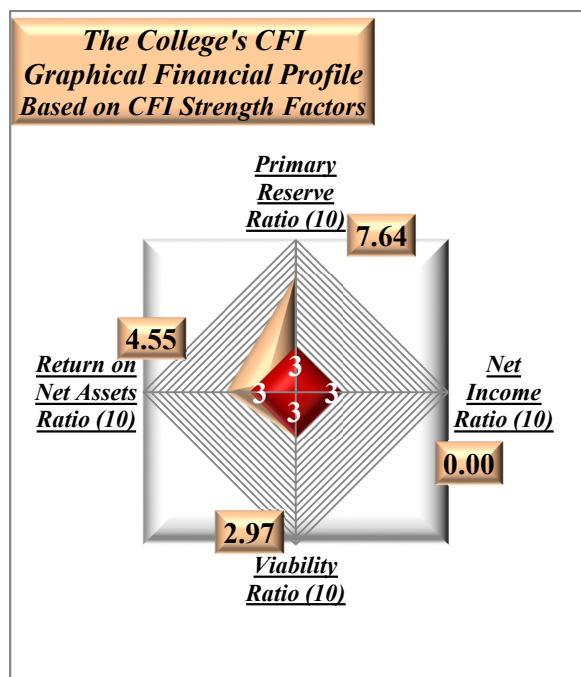 The College's CFI
Graphical Financial Profile
Based on CFI Strength Factors
Primary
Reserve
Ratio (10)
7.64
4.55
Return on
Net Assets
Ratio (10)
3
3
3
3
Net
Income
Ratio (10)
0.00
2.97
Viability
Ratio (10)